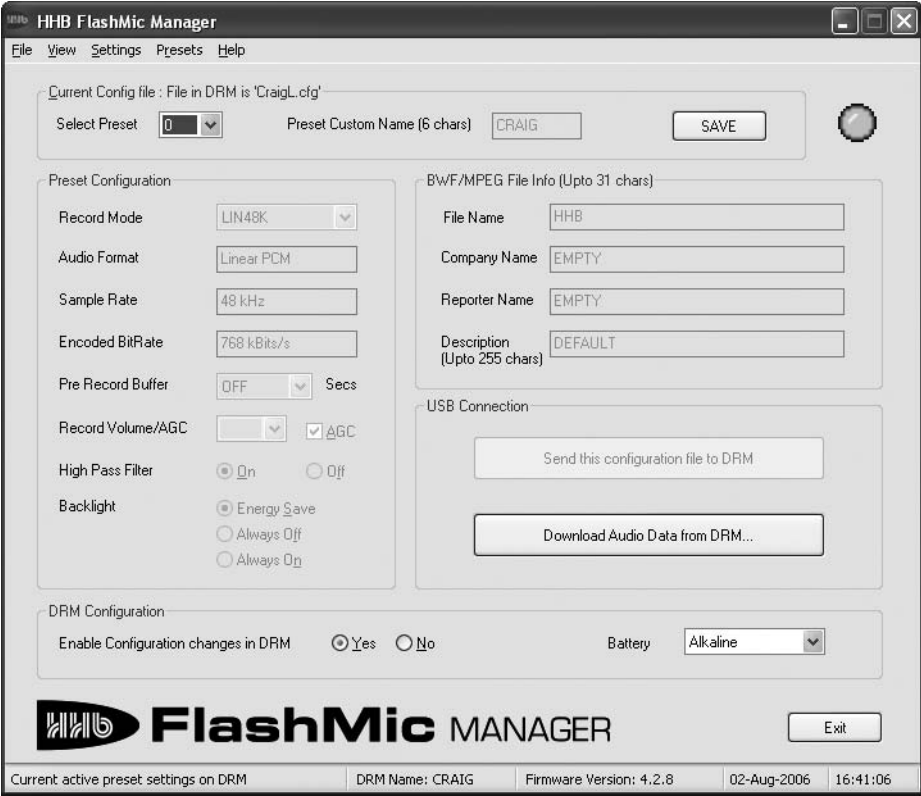 HHB FlashMic Manager
File View Settings Presets Help
Current Config file : File in DRM is 'CraigL.cfg'
Select Preset 0 Preset Custom Name (6 chars) CRAIG SAVE
Preset Configuration
Record Mode LIN48K
Audio Format Linear PCM
Sample Rate 48 kHz
Encoded BitRate 768 kBits/s
Pre Record Buffer OFF Secs
Record Volume/AGC AGC
High Pass Filter On Off
Backlight Energy Save
Always Off
Always On
BWF/MPEG File Info (Upto 31 chars)
File Name HHB
Company Name EMPTY
Reporter Name EMPTY
Description DEFAULT
(Upto 255 chars)
USB Connection
Send this configuration file to DRM
Download Audio Data from DRM...
DRM Configuration
Enable Configuration changes in DRM Yes No Battery Alkaline
HHb FlashMic MANAGER Exit
Current active preset settings on DRM DRM Name: CRAIG Firmware Version: 4.2.8 02-Aug-2006 16:41:06